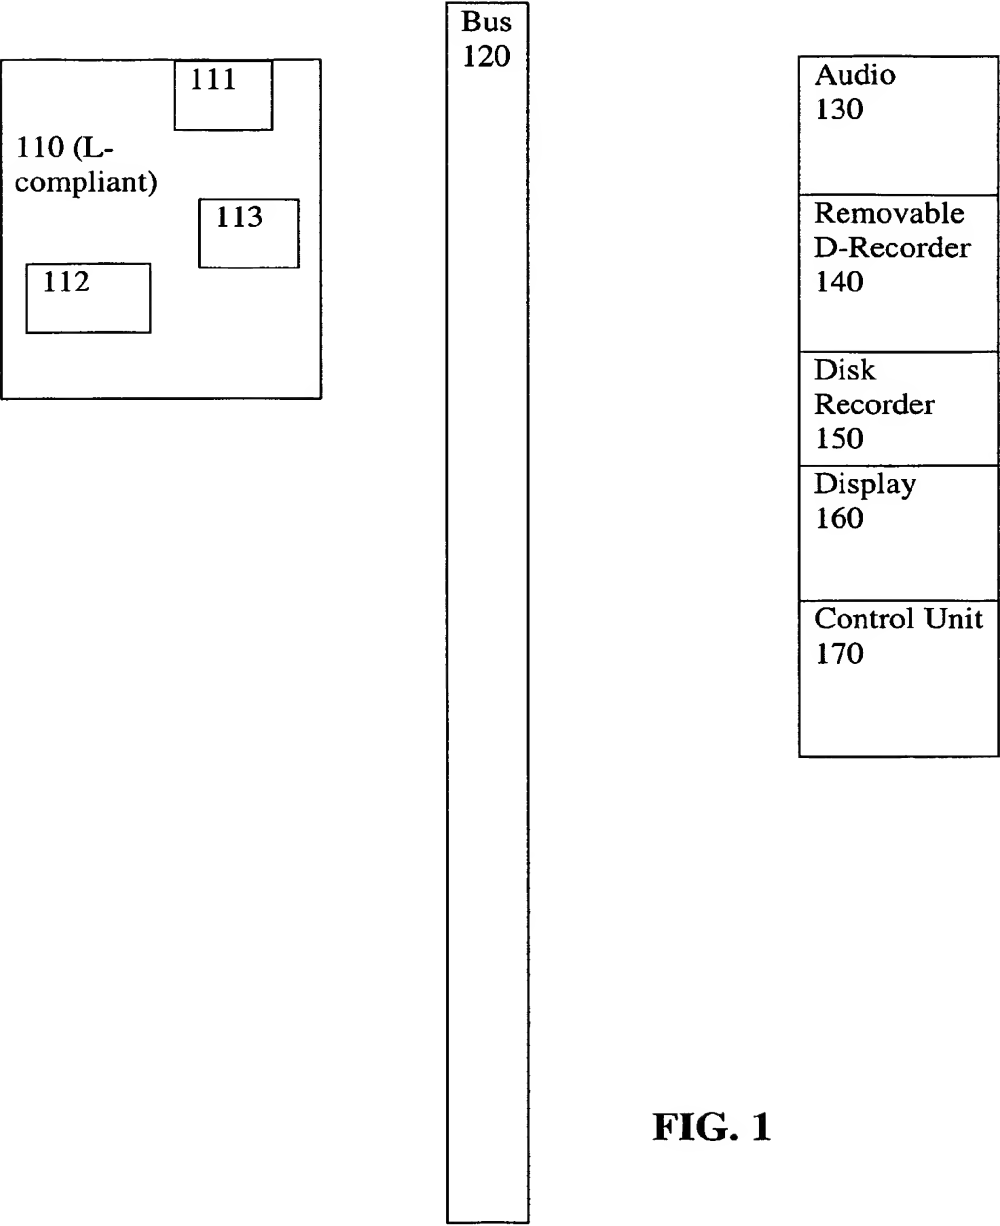 Bus
120
111
110 (L-
compliant)
113
112
Audio
130
Removable
D-Recorder
140
Disk
Recorder
150
Display
160
Control Unit
170
FIG. 1